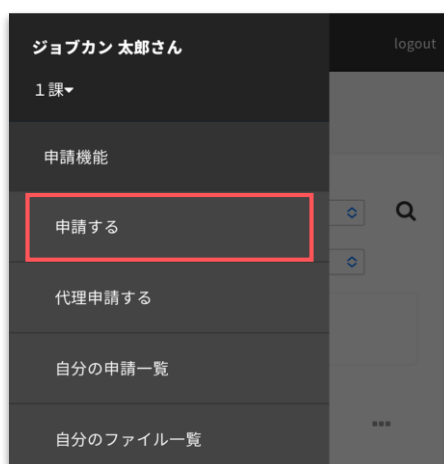 ジョブカン 太郎さん
logout
1課▾
申請機能
申請する
代理申請する
自分の申請一覧
自分のファイル一覧